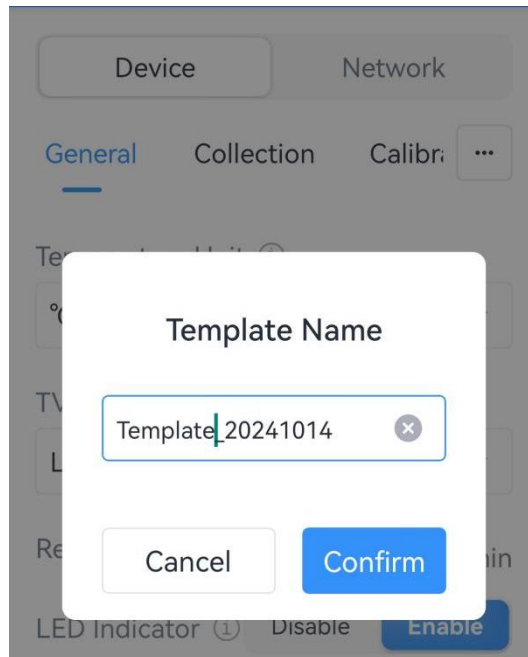 Device Network
General Collection Calibr
Template Name
Template_20241014
Cancel Confirm
LED Indicator Disable Enable